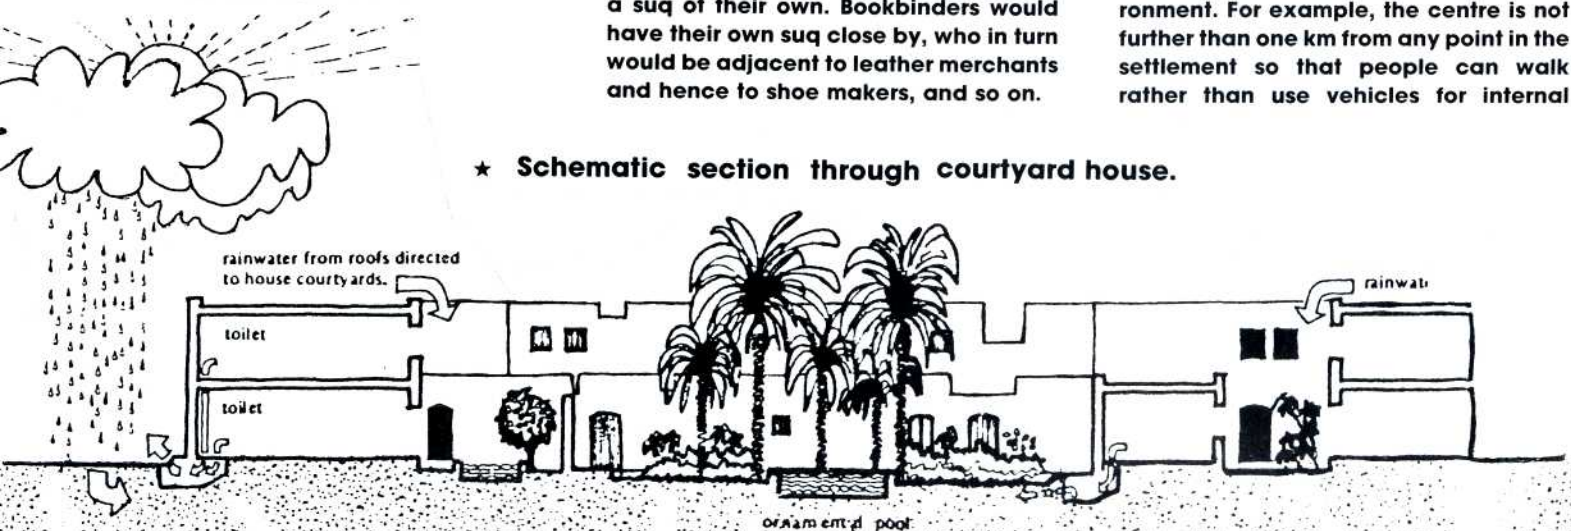 a suq of their own. Bookbinders would
have their own suq close by, who in turn
would be adjacent to leather merchants
and hence to shoe makers, and so on.
ronment. For example, the centre is not
further than one km from any point in the
settlement so that people can walk
rather than use vehicles for internal
★ Schematic section through courtyard house.
rainwater from roofs directed
to house courtyards.
rainwat
toilet
toilet
ornamental pool